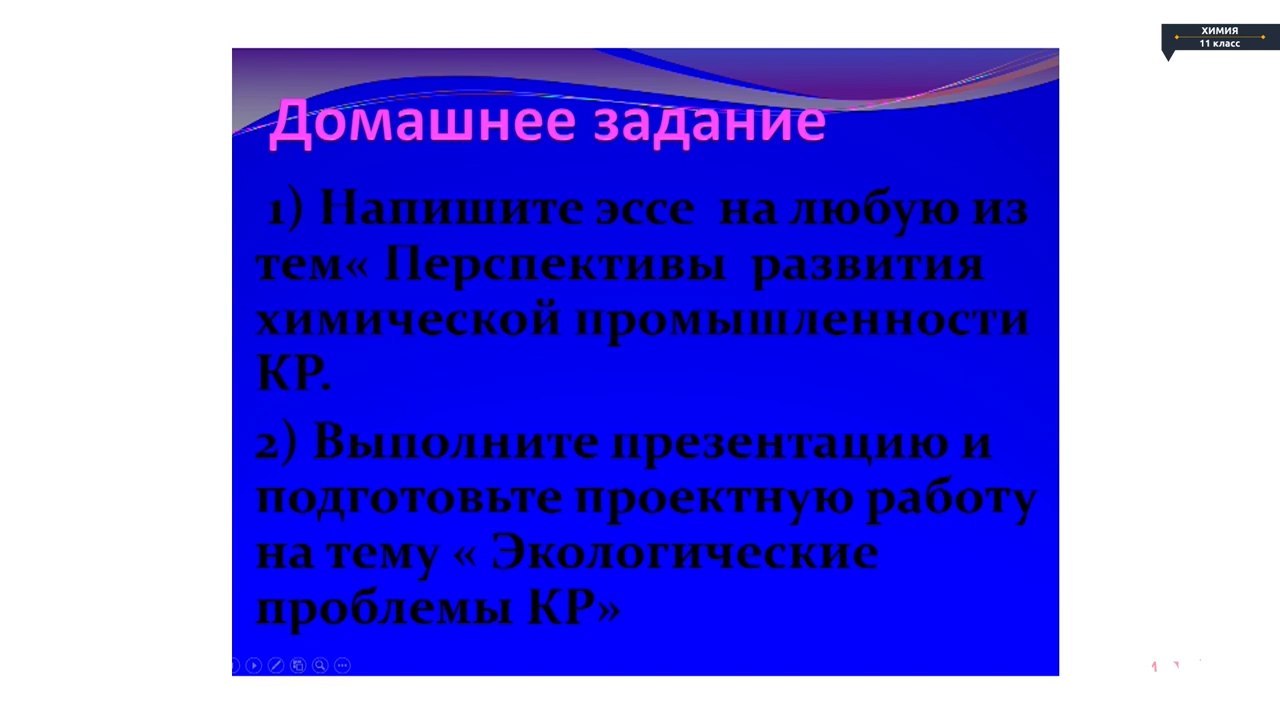 ХИМИЯ
11 класс
Домашнее задание
1) Напишите эссе на любую из
тем« Перспективы развития
химической промышленности
КР.
2) Выполните презентацию и
подготовьте проектную работу
на тему « Экологические
проблемы КР»